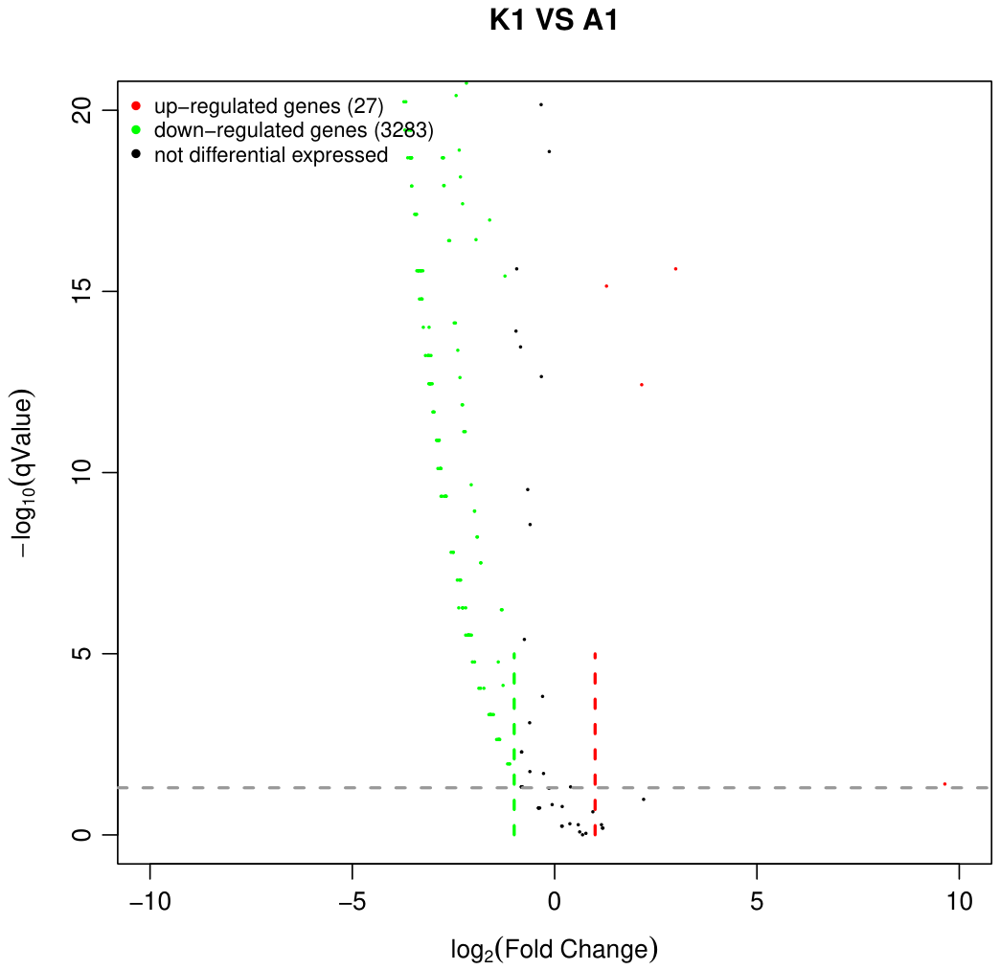 K1 VS A1
up−regulated genes (27)
down−regulated genes (3283)
not differential expressed
20
15
10
5
0
−log10(qValue)
−10
−5
0
5
10
log2(Fold Change)